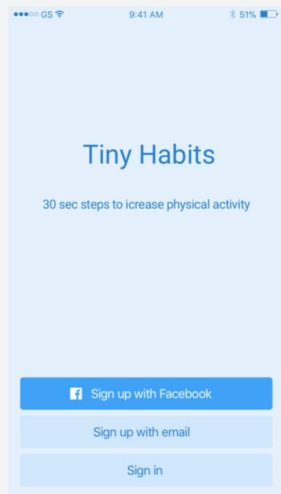 GS 9:41 AM 51%
Tiny Habits
30 sec steps to icrease physical activity
Sign up with Facebook
Sign up with email
Sign in